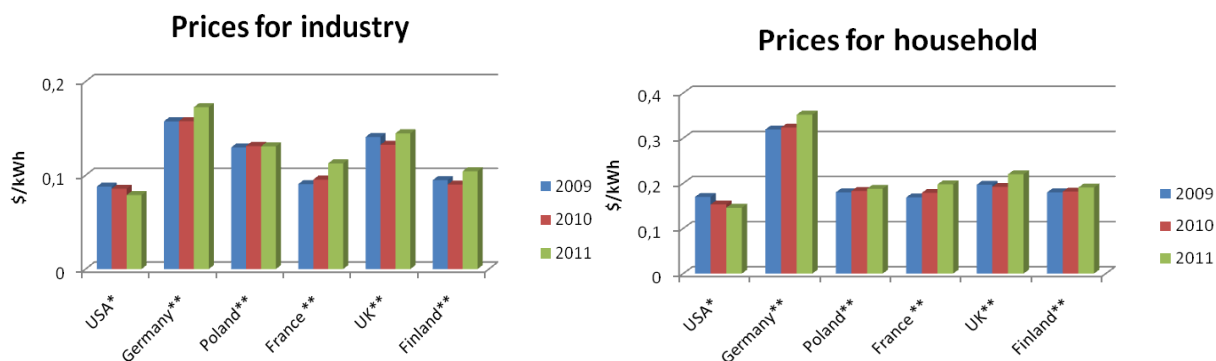 Prices for industry
$/kWh
0,2
0,1
0
USA*
Germany**
Poland**
France **
UK**
Finland**
2009
2010
2011
Prices for household
$/kWh
0,4
0,3
0,2
0,1
0
USA*
Germany**
Poland**
France**
UK**
Finland**
2009
2010
2011